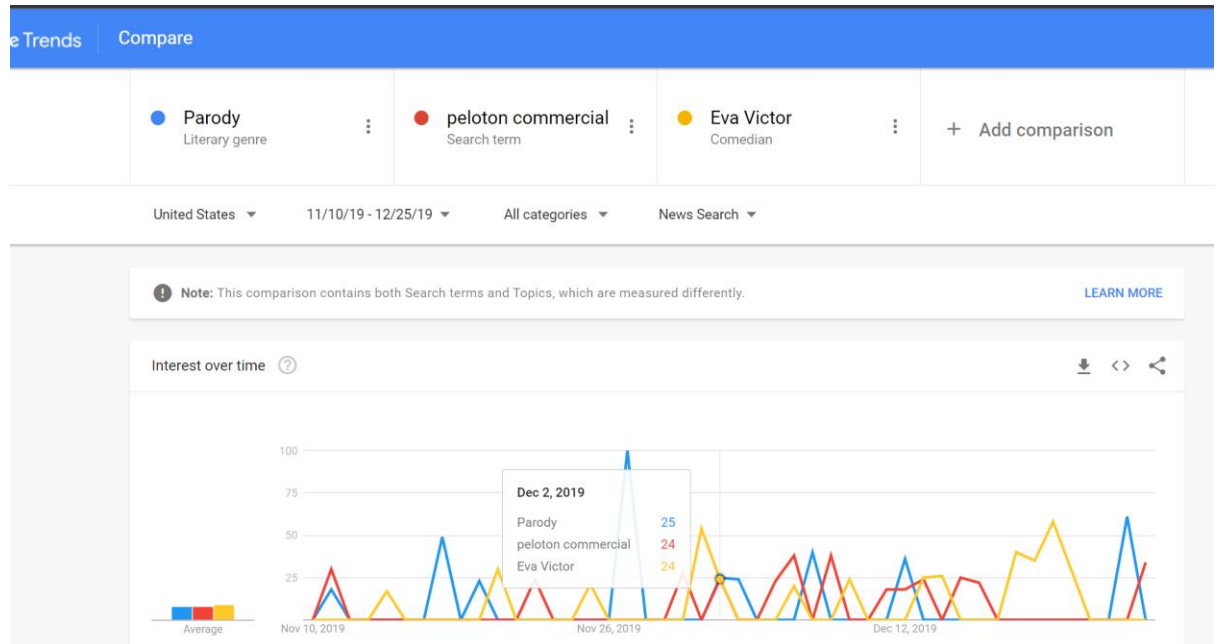 e Trends
Compare
Parody
Literary genre
peloton commercial
Search term
Eva Victor
Comedian
+ Add comparison
United States
11/10/19 - 12/25/19
All categories
News Search
Note: This comparison contains both Search terms and Topics, which are measured differently.
LEARN MORE
Interest over time
100
75
50
25
Dec 2, 2019
Parody 25
peloton commercial 24
Eva Victor 24
Average
Nov 10, 2019
Nov 26, 2019
Dec 12, 2019